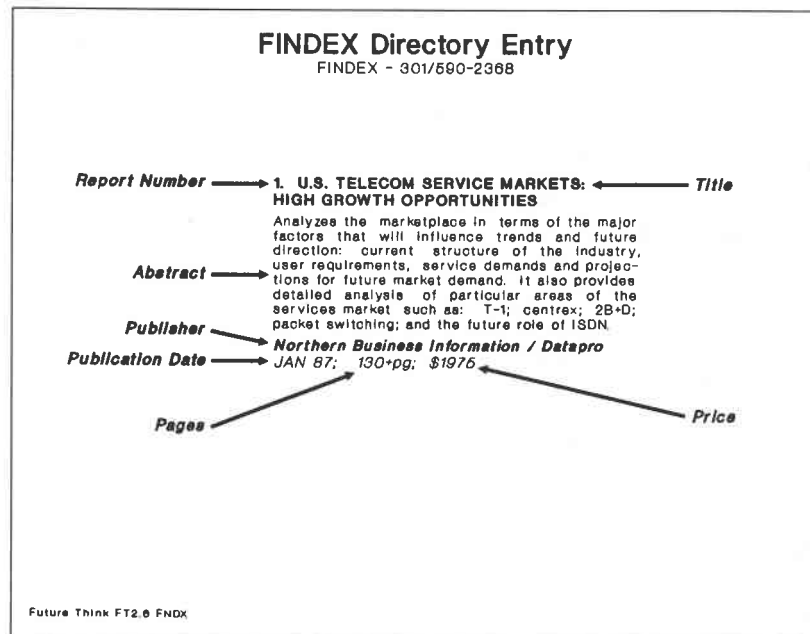 FINDEX Directory Entry
FINDEX - 301/590-2368
Report Number
1. U.S. TELECOM SERVICE MARKETS:
Title
HIGH GROWTH OPPORTUNITIES
Analyzes the marketplace in terms of the major
factors that will influence trends and future
direction: current structure of the industry,
user requirements, service demands and projec-
tions for future market demand. It also provides
detailed analysis of particular areas of the
services market such as: T-1; centrex; 2B+D;
packet switching; and the future role of ISDN.
Abstract
Publisher
Northern Business Information / Datapro
Publication Date
JAN 87; 130+pg; $1975
Pages
Price
Future Think FT2.6 FNDX